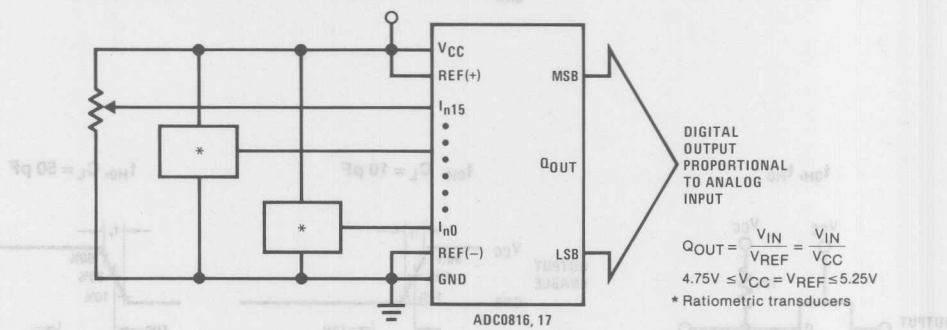 VCC
REF(+)
MSB
In15
*
*
QOUT
DIGITAL
OUTPUT
PROPORTIONAL
TO ANALOG
INPUT
In0
REF(−)
LSB
GND
QOUT = VIN / VREF = VIN / VCC
4.75V ≤ VCC = VREF ≤ 5.25V
* Ratiometric transducers
ADC0816, 17